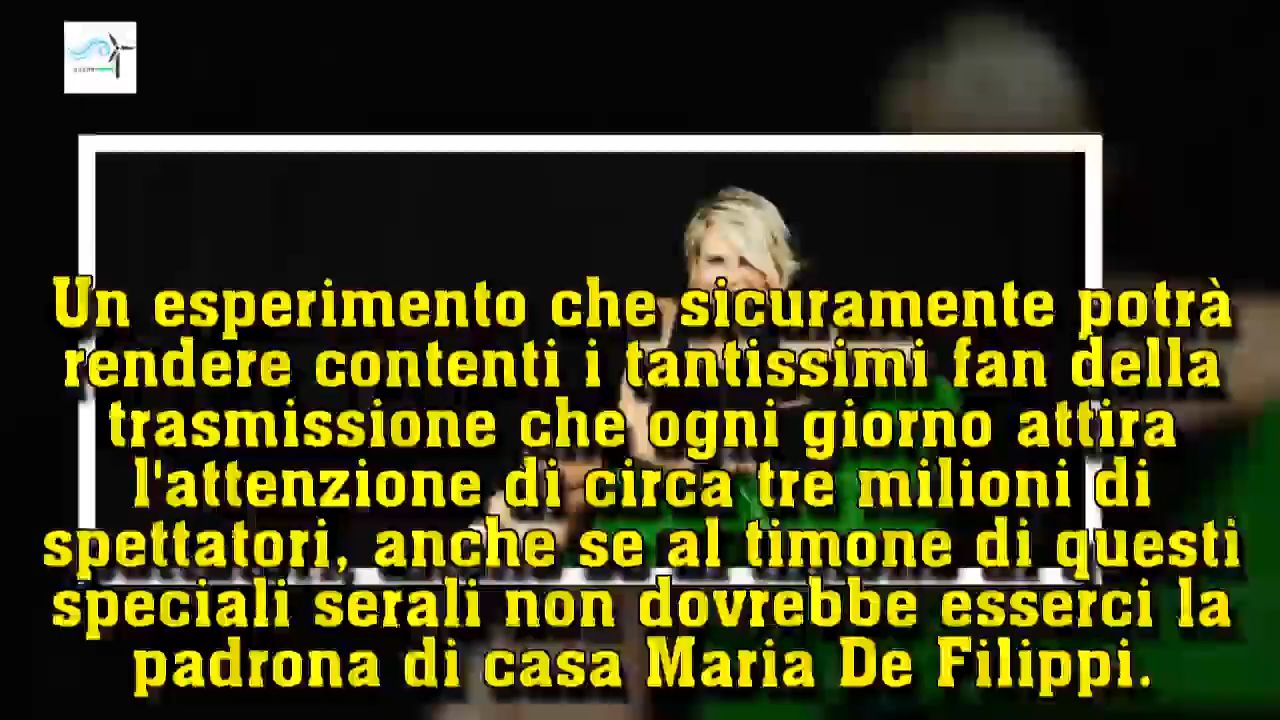 Un esperimento che sicuramente potrà
rendere contenti i tantissimi fan della
trasmissione che ogni giorno attira
l'attenzione di circa tre milioni di
spettatori, anche se al timone di questi
speciali serali non dovrebbe esserci la
padrona di casa Maria De Filippi.